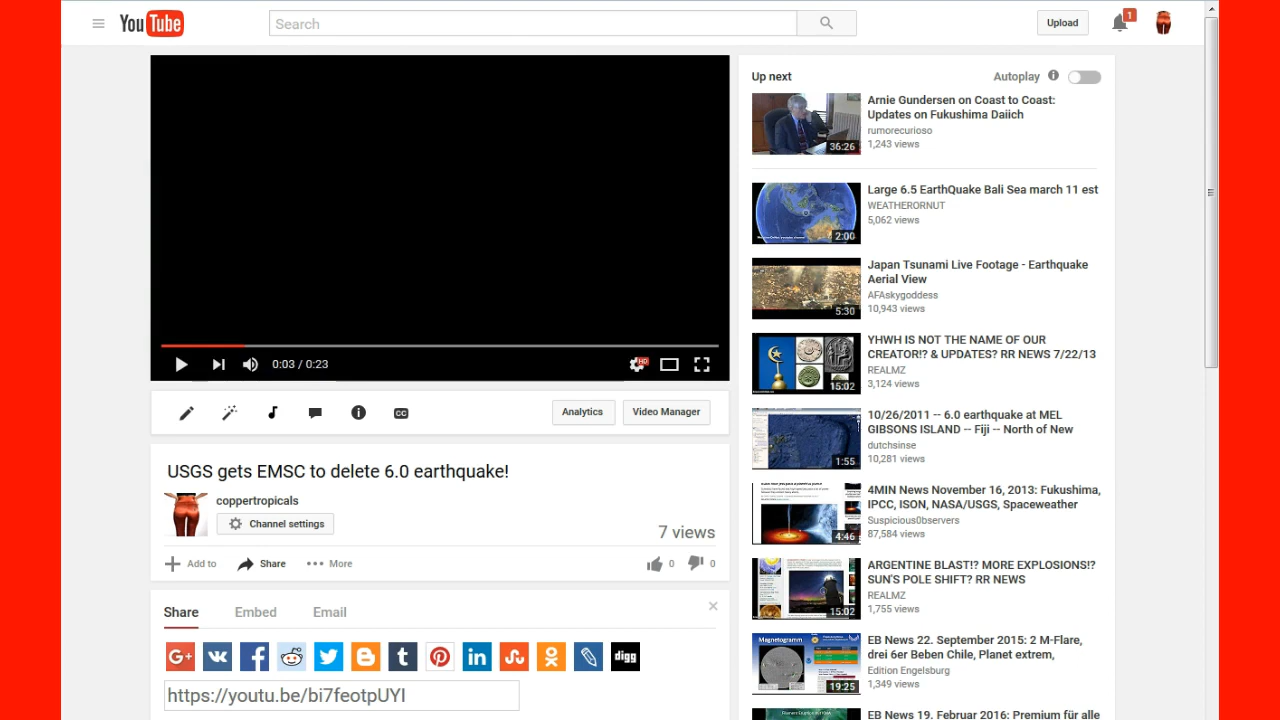 YouTube
Search
Upload
1
0:03 / 0:23
HD
CC
Analytics
Video Manager
USGS gets EMSC to delete 6.0 earthquake!
coppertropicals
Channel settings
7 views
Add to
Share
More
0
0
Share
Embed
Email
G+
digg
https://youtu.be/bi7feotpUYI
Up next
Autoplay
36:26
Arnie Gundersen on Coast to Coast:
Updates on Fukushima Daiich
rumorecurioso
1,243 views
2:00
Large 6.5 EarthQuake Bali Sea march 11 est
WEATHERORNUT
5,062 views
5:30
Japan Tsunami Live Footage - Earthquake
Aerial View
AFAskygoddess
10,943 views
15:02
YHWH IS NOT THE NAME OF OUR
CREATOR!? & UPDATES? RR NEWS 7/22/13
REALMZ
3,124 views
1:55
10/26/2011 -- 6.0 earthquake at MEL
GIBSONS ISLAND -- Fiji -- North of New
dutchsinse
10,281 views
4:46
4MIN News November 16, 2013: Fukushima,
IPCC, ISON, NASA/USGS, Spaceweather
Suspicious0bservers
87,584 views
15:02
ARGENTINE BLAST!? MORE EXPLOSIONS!?
SUN'S POLE SHIFT? RR NEWS
REALMZ
1,755 views
Magnetogramm
19:25
EB News 22. September 2015: 2 M-Flare,
drei 6er Beben Chile, Planet extrem,
Edition Engelsburg
1,349 views
EB News 19. Februar 2016: Premium für alle